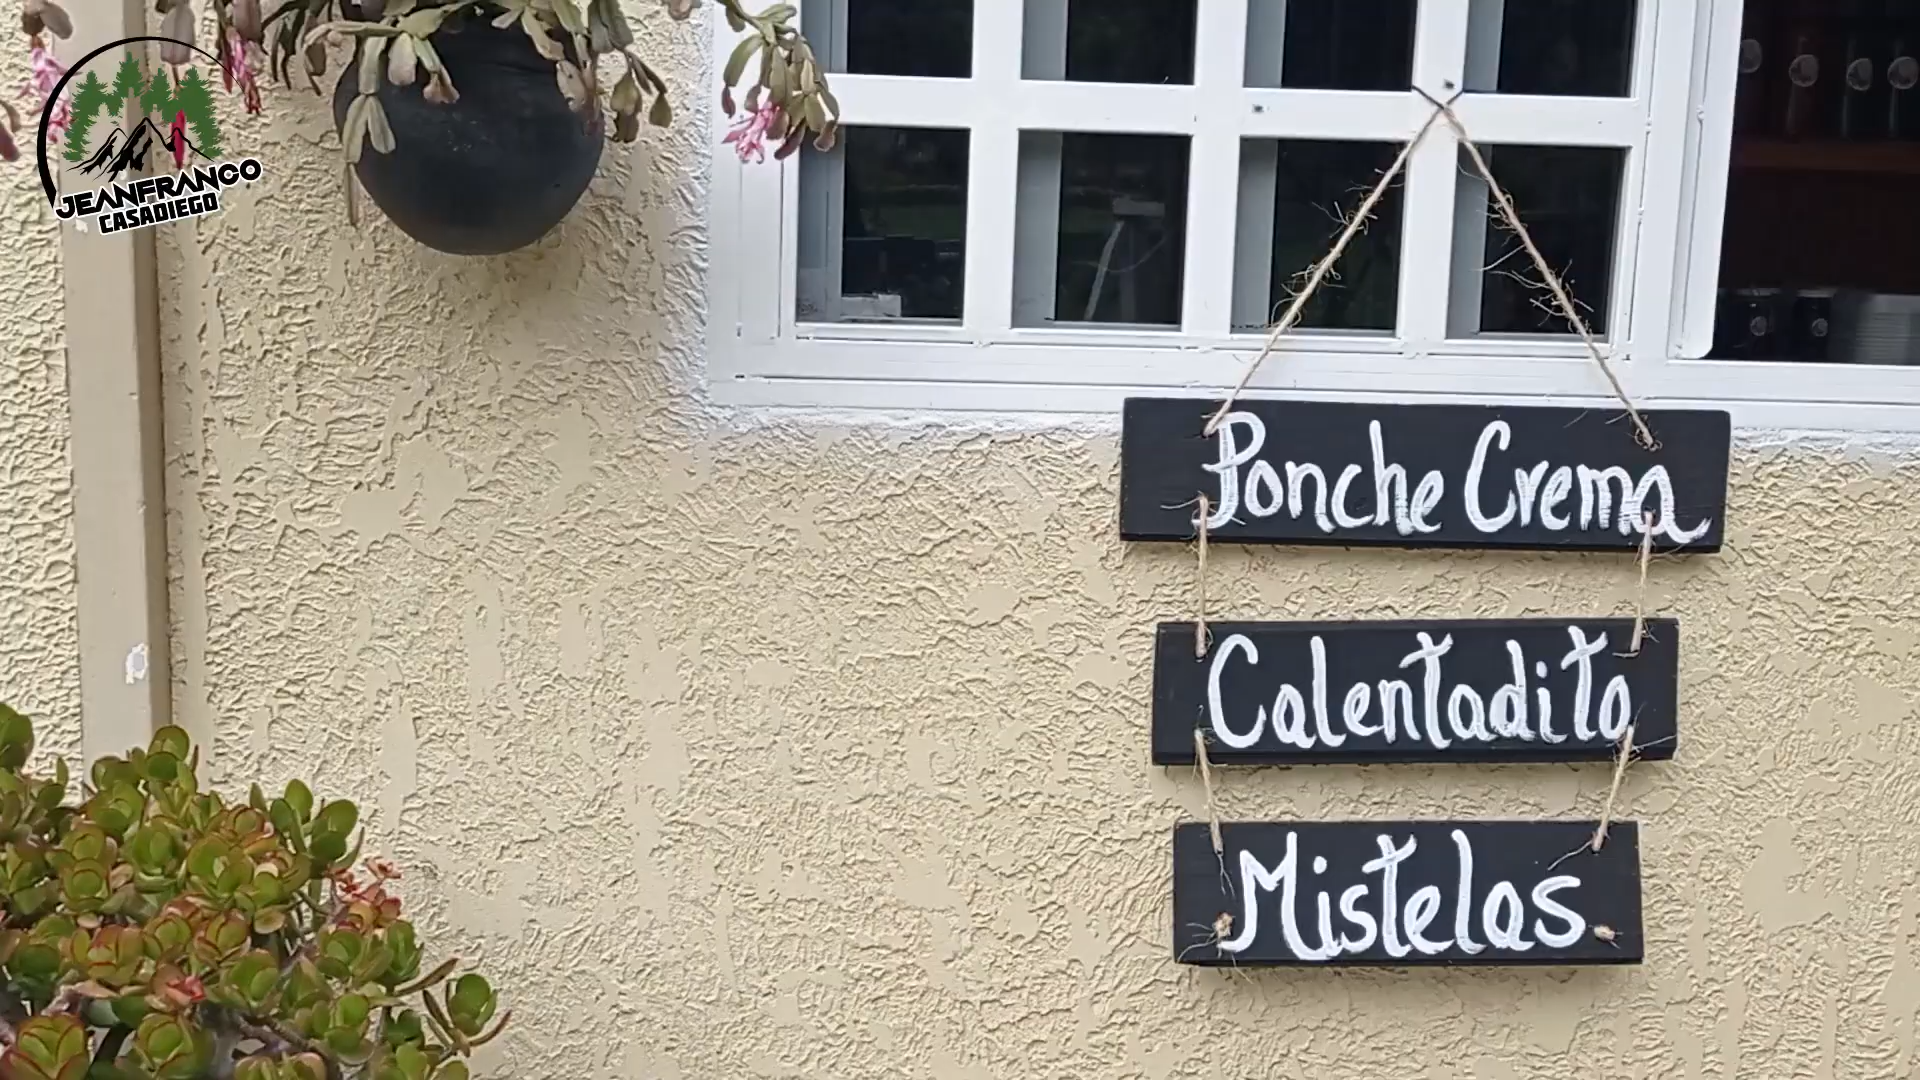 JEANFRANCO
CASADIEGO
Ponche Crema
Calentadito
Mistelas